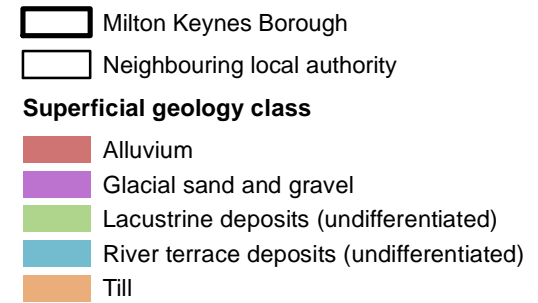 Milton Keynes Borough
Neighbouring local authority
Superficial geology class
Alluvium
Glacial sand and gravel
Lacustrine deposits (undifferentiated)
River terrace deposits (undifferentiated)
Till